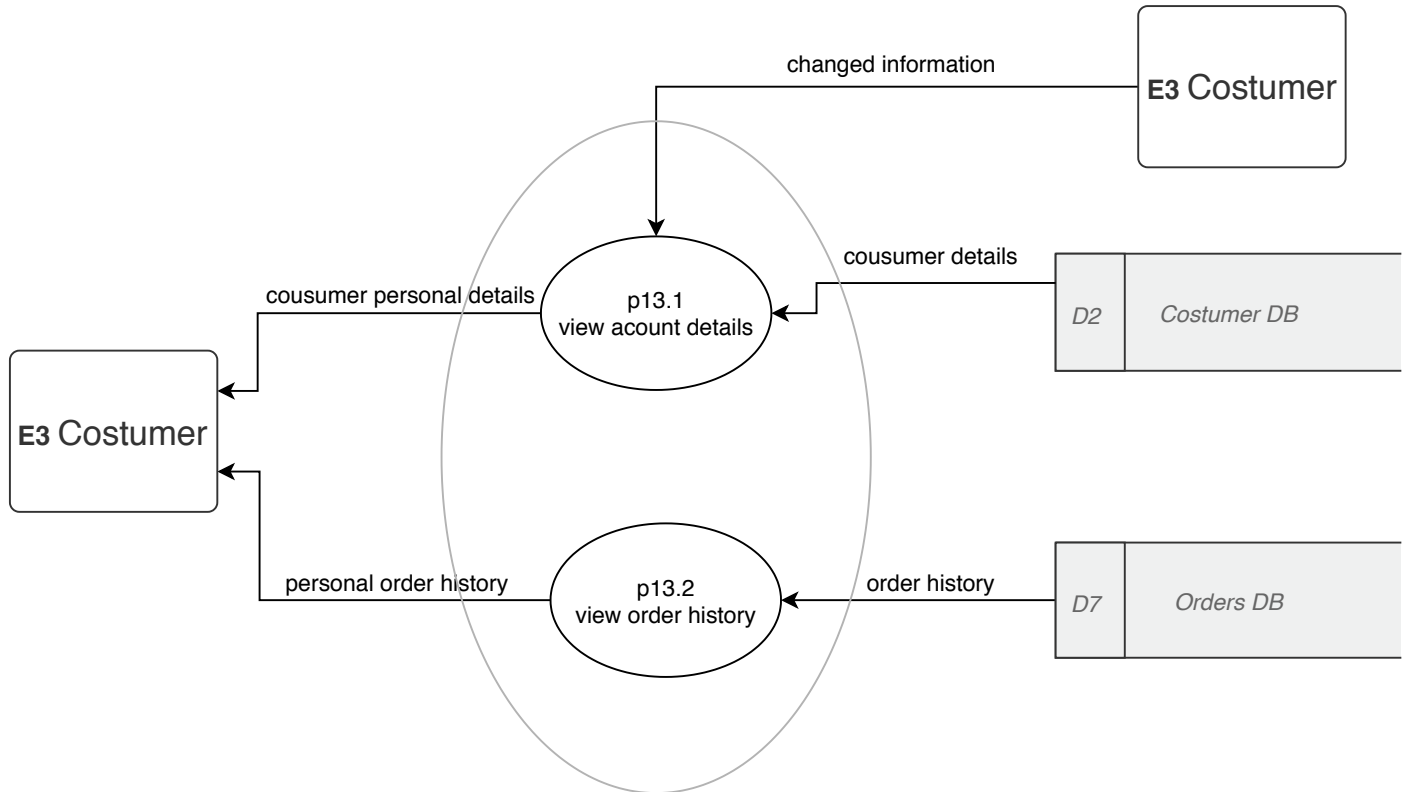 changed information
E3 Costumer
cousumer details
cousumer personal details
p13.1
view acount details
D2
Costumer DB
E3 Costumer
personal order history
p13.2
view order history
order history
D7
Orders DB